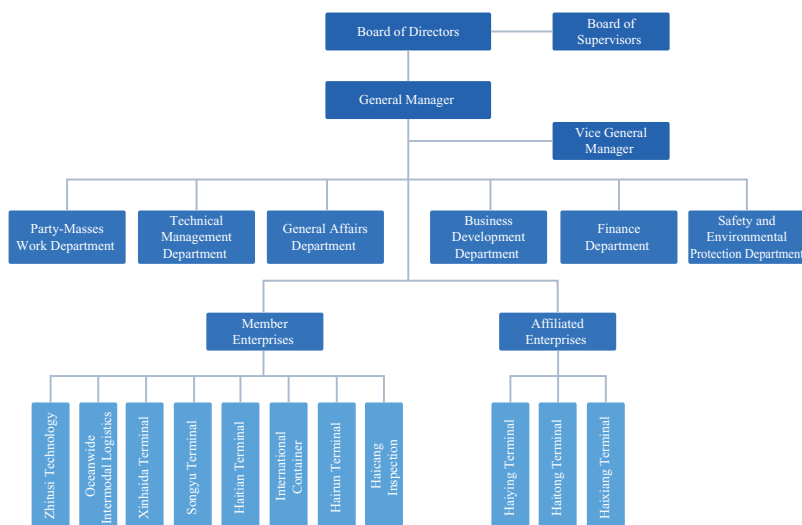 Board of Directors
Board of
Supervisors
General Manager
Vice General
Manager
Party-Masses
Work Department
Technical
Management
Department
General Affairs
Department
Business
Development
Department
Finance
Department
Safety and
Environmental
Protection Department
Member
Enterprises
Affiliated
Enterprises
Zhitusi Technology
Oceanwide
Intermodal Logistics
Xinhaida Terminal
Songyu Terminal
Haitian Terminal
International
Container
Hairun Terminal
Haicang
Inspection
Haiying Terminal
Haitong Terminal
Haixiang Terminal